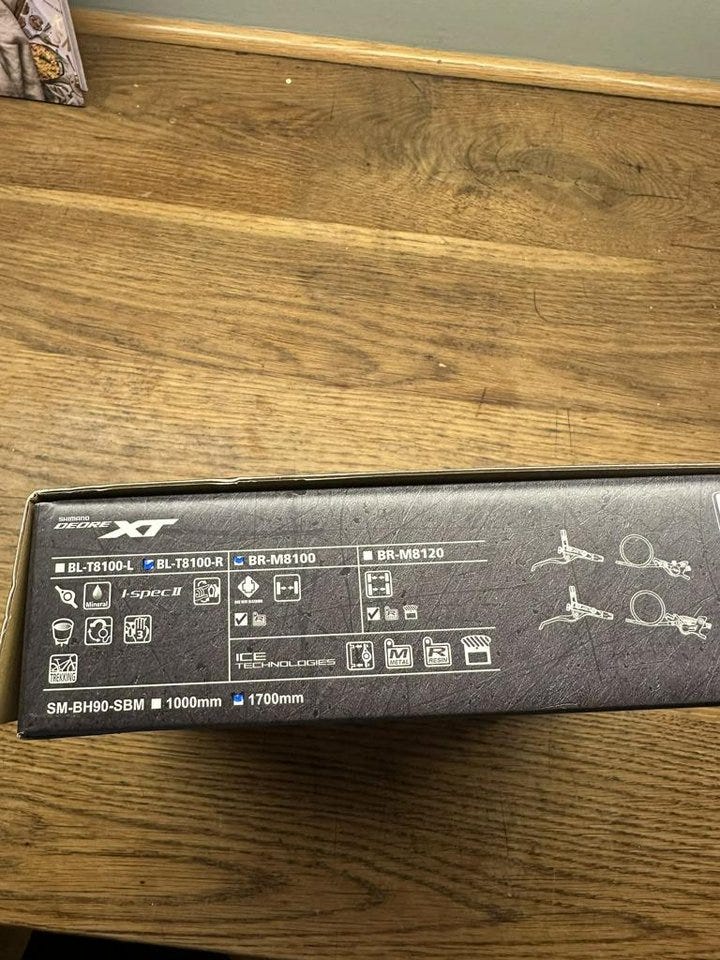 SHIMANO
DEORE XT
BL-T8100-L BL-T8100-R BR-M8100 BR-M8120
Mineral I-spec II
3
TREKKING
ICE TECHNOLOGIES M METAL R RESIN
SM-BH90-SBM 1000mm 1700mm